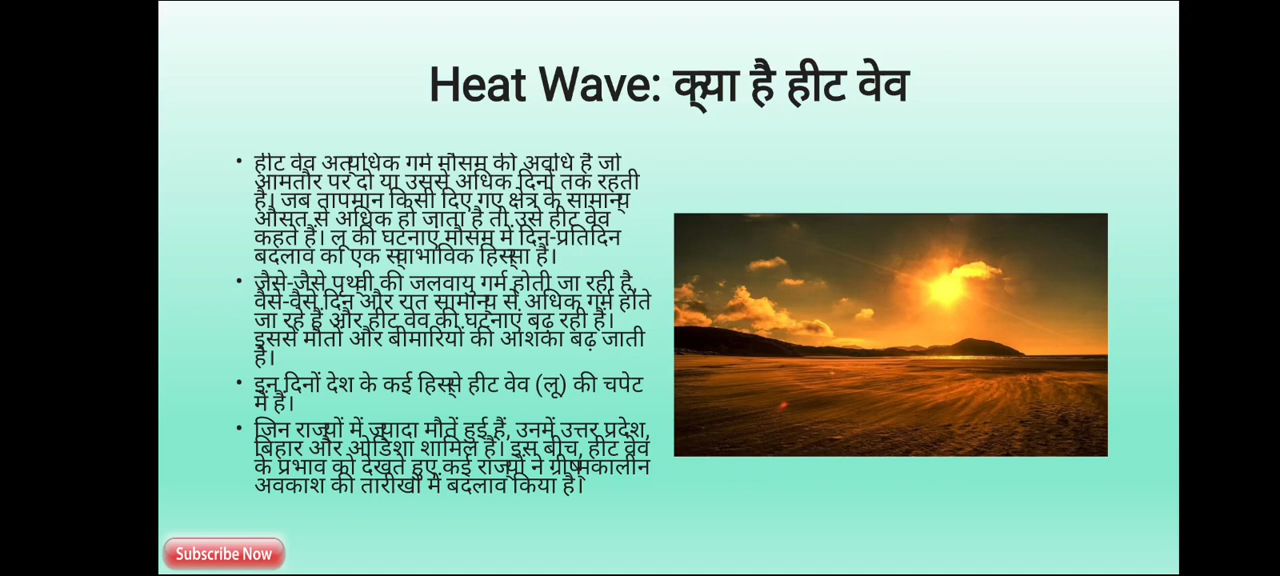 Heat Wave: क्या है हीट वेव
• हीट वेव अत्यधिक गर्म मौसम की अवधि है जो
आमतौर पर दो या उससे अधिक दिनों तक रहती
है। जब तापमान किसी दिए गए क्षेत्र के सामान्य
औसत से अधिक हो जाता है तो उसे हीट वेव
कहते हैं। लू की घटनाएं मौसम में दिन-प्रतिदिन
बदलाव का एक स्वाभाविक हिस्सा हैं।
• जैसे-जैसे पृथ्वी की जलवायु गर्म होती जा रही है,
वैसे-वैसे दिन और रात सामान्य से अधिक गर्म होते
जा रहे हैं और हीट वेव की घटनाएं बढ़ रही हैं।
इससे मौतों और बीमारियों की आशंका बढ़ जाती
है।
• इन दिनों देश के कई हिस्से हीट वेव (लू) की चपेट
में हैं।
• जिन राज्यों में ज्यादा मौतें हुई हैं, उनमें उत्तर प्रदेश,
बिहार और ओडिशा शामिल हैं। इस बीच, हीट वेव
के प्रभाव को देखते हुए कई राज्यों ने ग्रीष्मकालीन
अवकाश की तारीखों में बदलाव किया है।
Subscribe Now